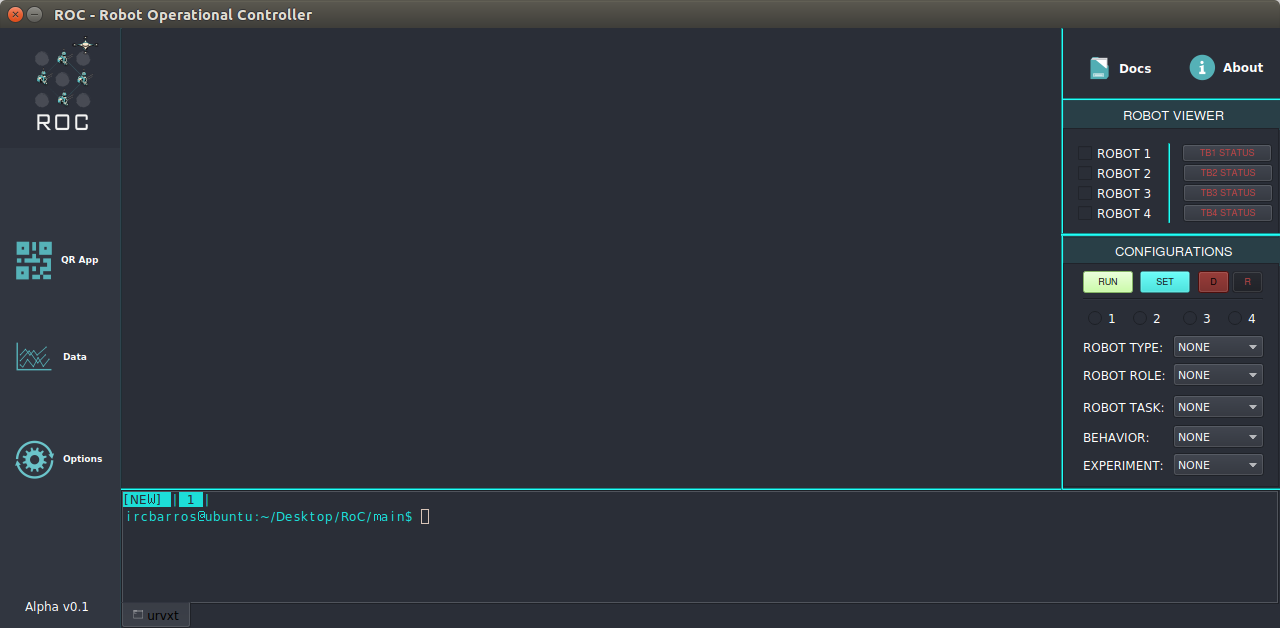 ROC - Robot Operational Controller
ROC
QR App
Data
Options
Alpha v0.1
Docs
About
ROBOT VIEWER
ROBOT 1 TB1 STATUS
ROBOT 2 TB2 STATUS
ROBOT 3 TB3 STATUS
ROBOT 4 TB4 STATUS
CONFIGURATIONS
RUN SET D R
1 2 3 4
ROBOT TYPE: NONE
ROBOT ROLE: NONE
ROBOT TASK: NONE
BEHAVIOR: NONE
EXPERIMENT: NONE
[NEW] | 1 |
ircbarros@ubuntu:~/Desktop/RoC/main$
urvxt